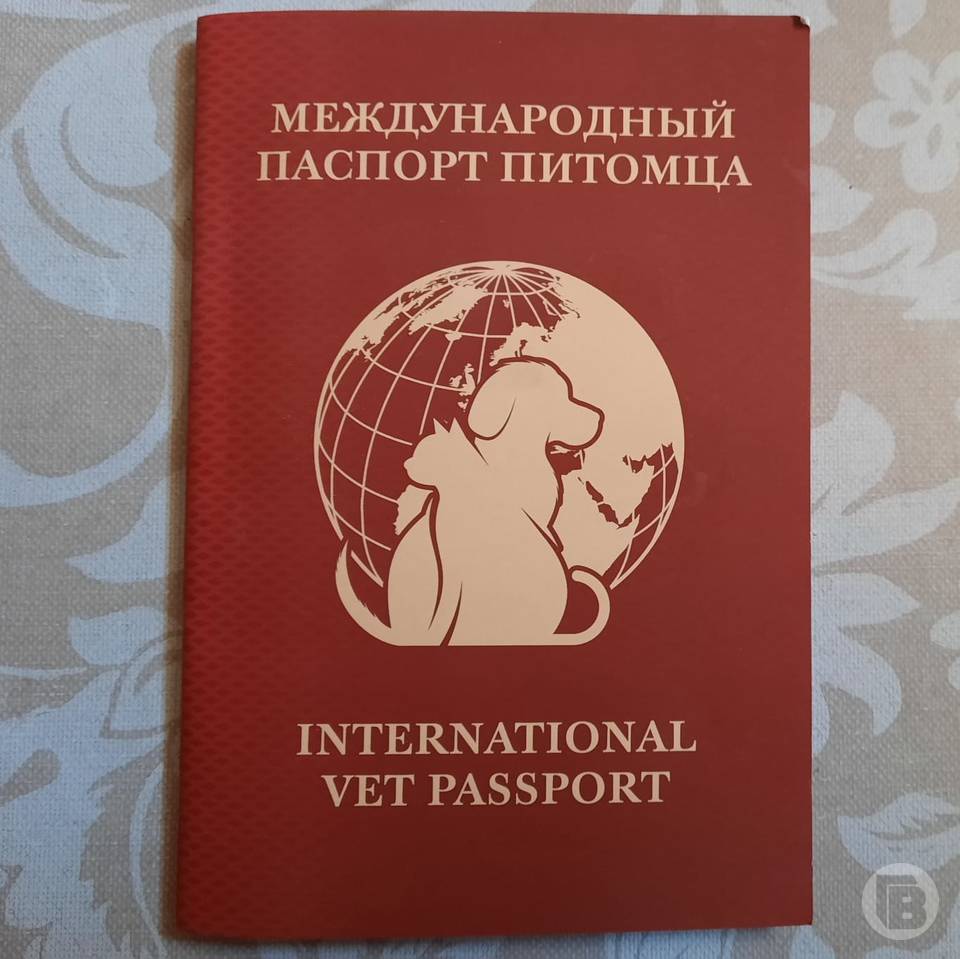 МЕЖДУНАРОДНЫЙ
ПАСПОРТ ПИТОМЦА
INTERNATIONAL
VET PASSPORT